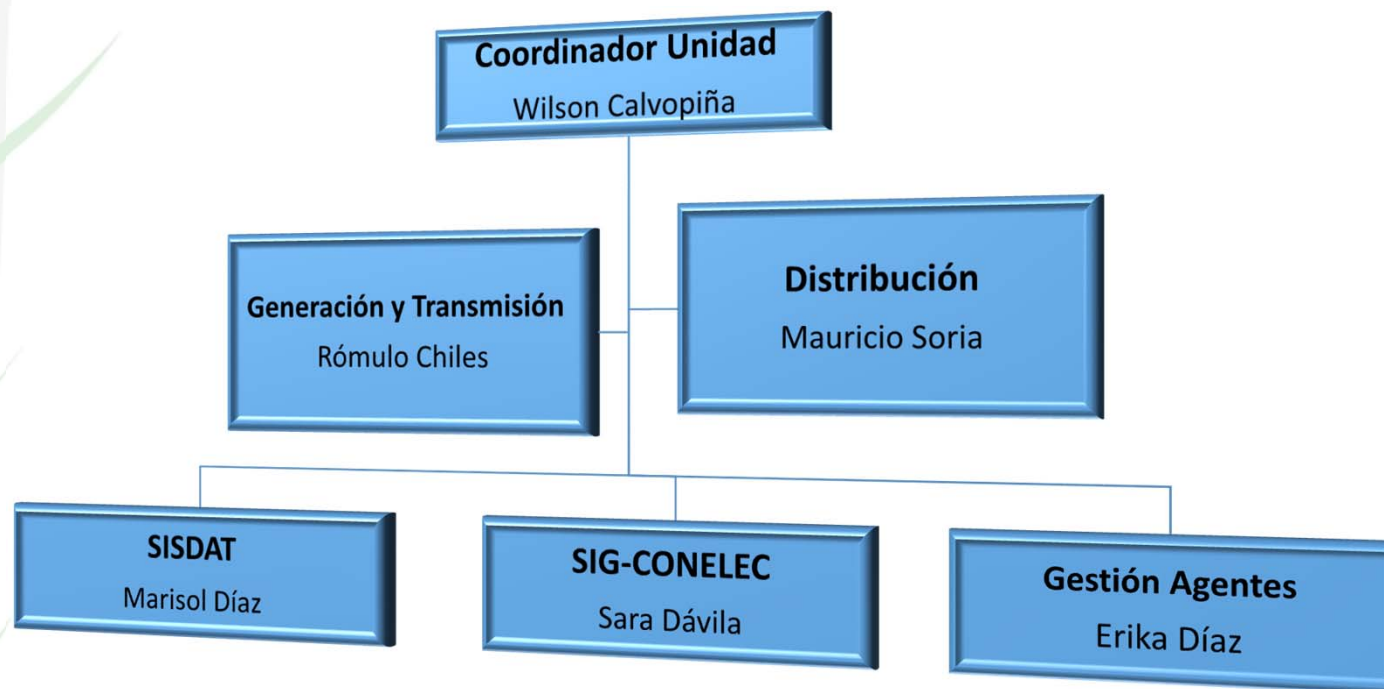 Coordinador Unidad
Wilson Calvopiña
Generación y Transmisión
Rómulo Chiles
Distribución
Mauricio Soria
SISDAT
Marisol Díaz
SIG-CONELEC
Sara Dávila
Gestión Agentes
Erika Díaz